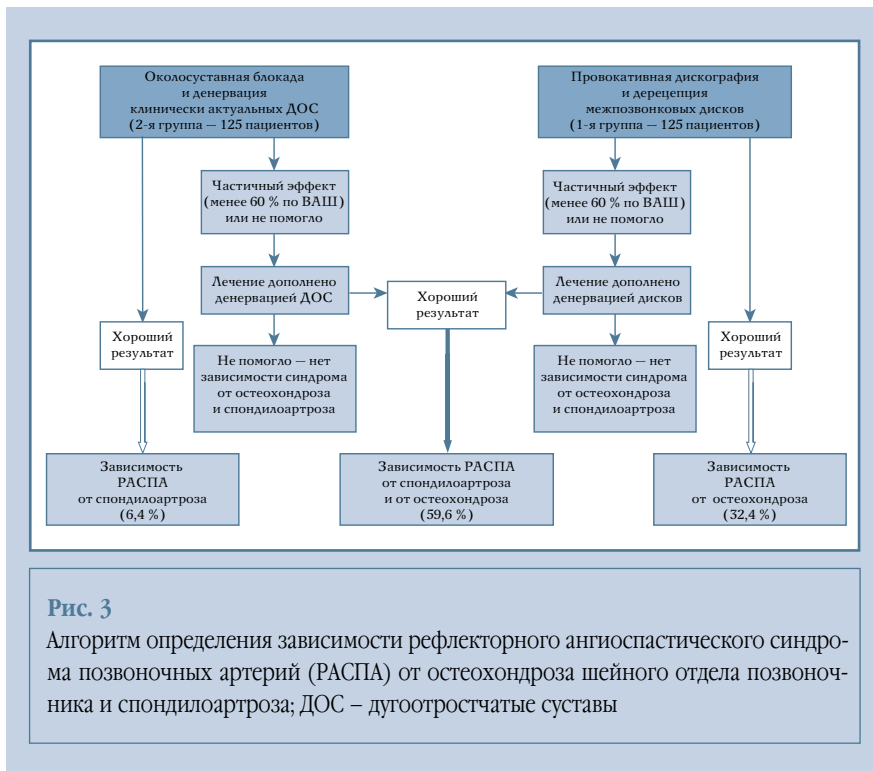 Околосуставная блокада
и денервация
клинически актуальных ДОС
(2-я группа — 125 пациентов)
Провокативная дискография
и дерецепция
межпозвонковых дисков
(1-я группа — 125 пациентов)
Частичный эффект
(менее 60 % по ВАШ)
или не помогло
Частичный эффект
(менее 60 % по ВАШ)
или не помогло
Лечение дополнено
денервацией ДОС
Хороший
результат
Лечение дополнено
денервацией дисков
Хороший
результат
Не помогло — нет
зависимости синдрома
от остеохондроза
и спондилоартроза
Не помогло — нет
зависимости синдрома
от остеохондроза
и спондилоартроза
Хороший
результат
Зависимость
РАСПА
от спондилоартроза
(6,4 %)
Зависимость РАСПА
от спондилоартроза
и от остеохондроза
(59,6 %)
Зависимость
РАСПА
от остеохондроза
(32,4 %)
Рис. 3
Алгоритм определения зависимости рефлекторного ангиоспастического синдро-
ма позвоночных артерий (РАСПА) от остеохондроза шейного отдела позвоноч-
ника и спондилоартроза; ДОС – дугоотростчатые суставы